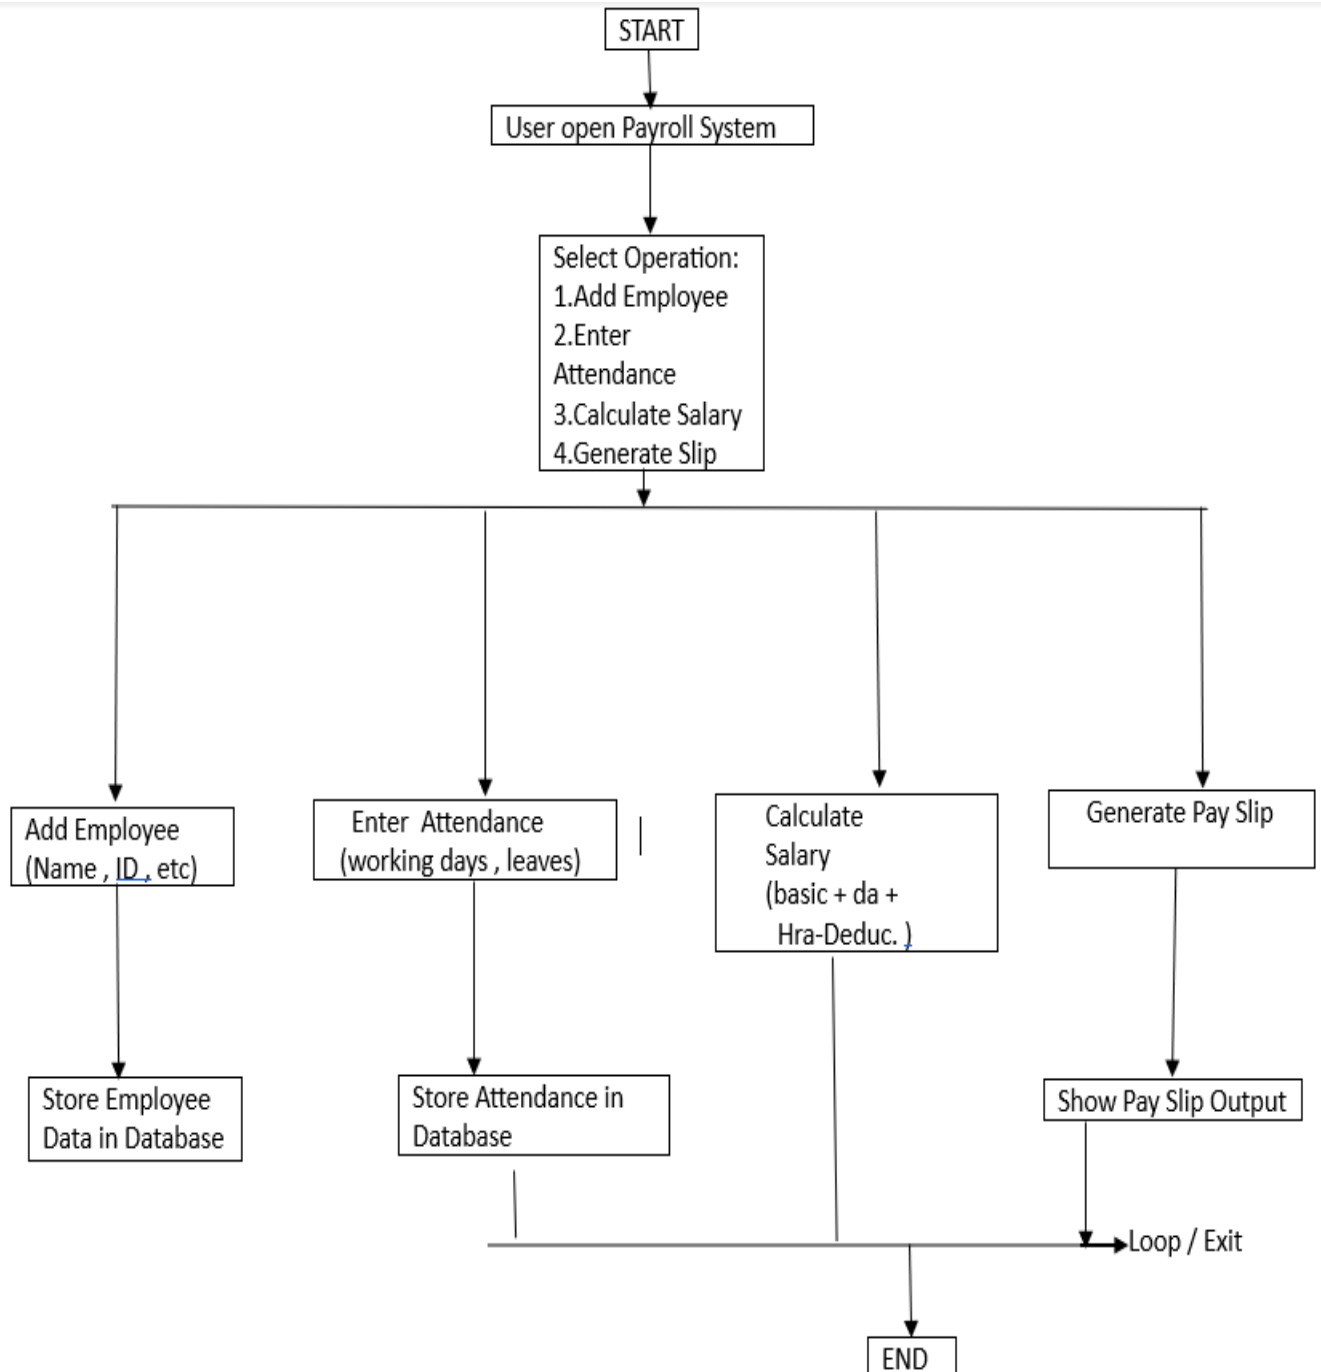 START
User open Payroll System
Select Operation:
1.Add Employee
2.Enter
Attendance
3.Calculate Salary
4.Generate Slip
Add Employee
(Name , ID , etc)
Enter  Attendance
(working days , leaves)
Calculate
Salary
(basic + da +
Hra-Deduc. )
Generate Pay Slip
Store Employee
Data in Database
Store Attendance in
Database
Show Pay Slip Output
Loop / Exit
END